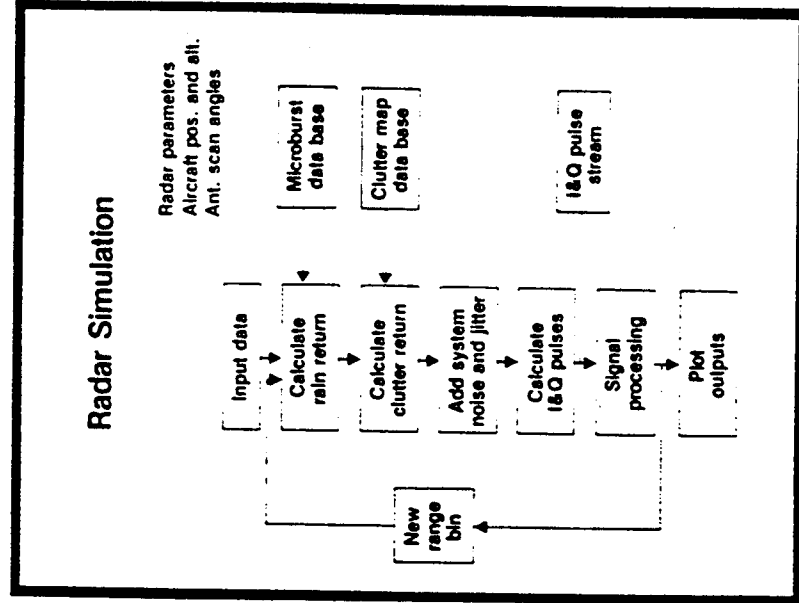 Radar Simulation
Radar parameters
Aircraft pos. and alt.
Ant. scan angles
Input data
Calculate
rain return
Microburst
data base
Calculate
clutter return
Clutter map
data base
Add system
noise and jitter
Calculate
I&Q pulses
I&Q pulse
stream
Signal
processing
New
range
bin
Plot
outputs